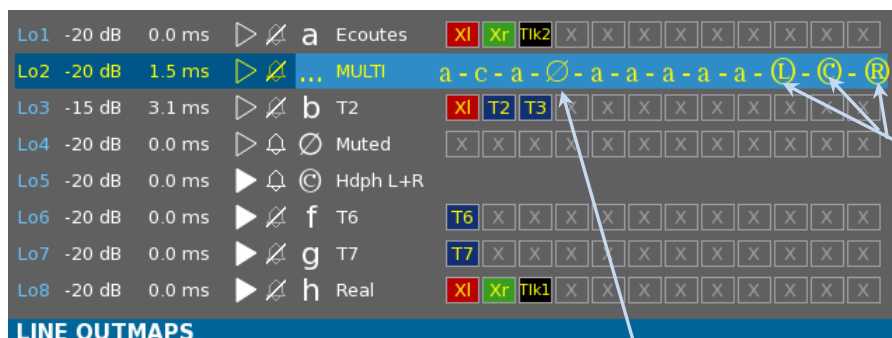 Lo1 -20 dB 0.0 ms a Ecoutes Xl Xr Tlk2 X X X X X X X X X
Lo2 -20 dB 1.5 ms ... MULTI a - c - a - ∅ - a - a - a - a - a - Ⓛ - Ⓒ - Ⓡ
Lo3 -15 dB 3.1 ms b T2 Xl T2 T3 X X X X X X X X X
Lo4 -20 dB 0.0 ms ∅ Muted X X X X X X X X X X X X
Lo5 -20 dB 0.0 ms Ⓒ Hdph L+R
Lo6 -20 dB 0.0 ms f T6 T6 X X X X X X X X X X X
Lo7 -20 dB 0.0 ms g T7 T7 X X X X X X X X X X X
Lo8 -20 dB 0.0 ms h Real Xl Xr Tlk1 X X X X X X X X X
LINE OUTMAPS